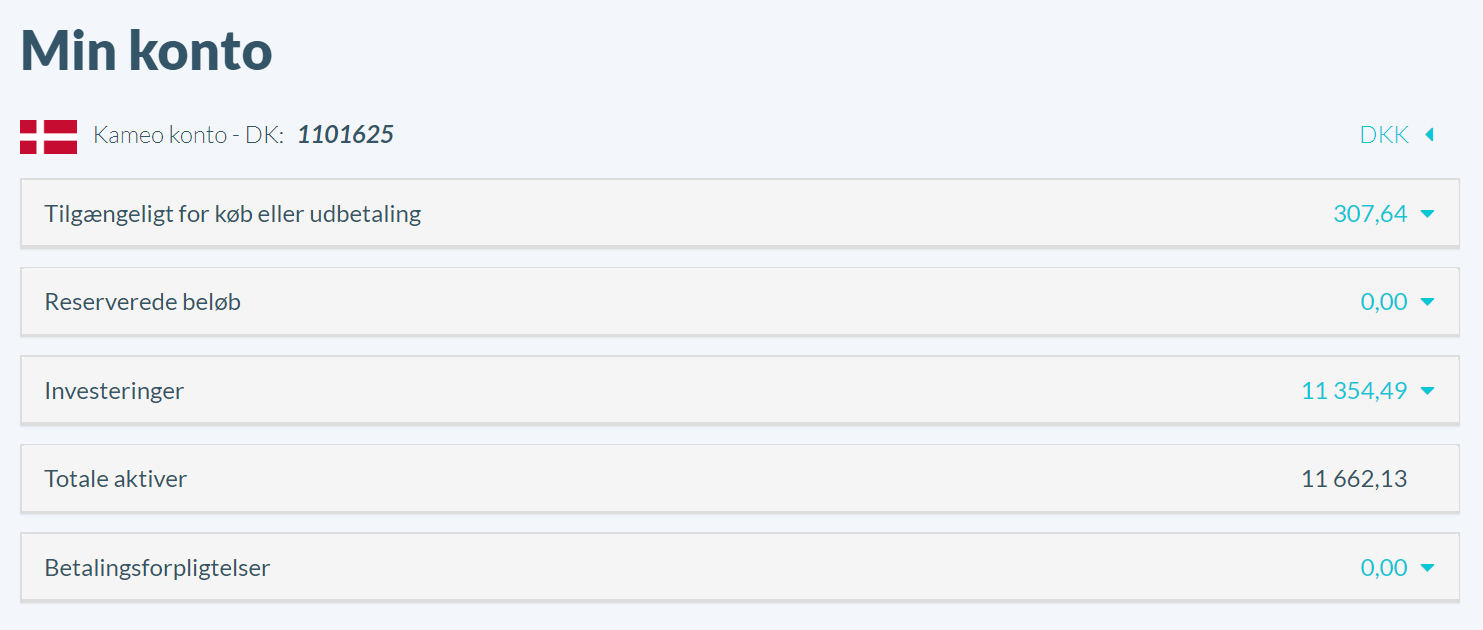 Min konto
Kameo konto - DK: 1101625 DKK
Tilgængeligt for køb eller udbetaling 307,64
Reserverede beløb 0,00
Investeringer 11 354,49
Totale aktiver 11 662,13
Betalingsforpligtelser 0,00